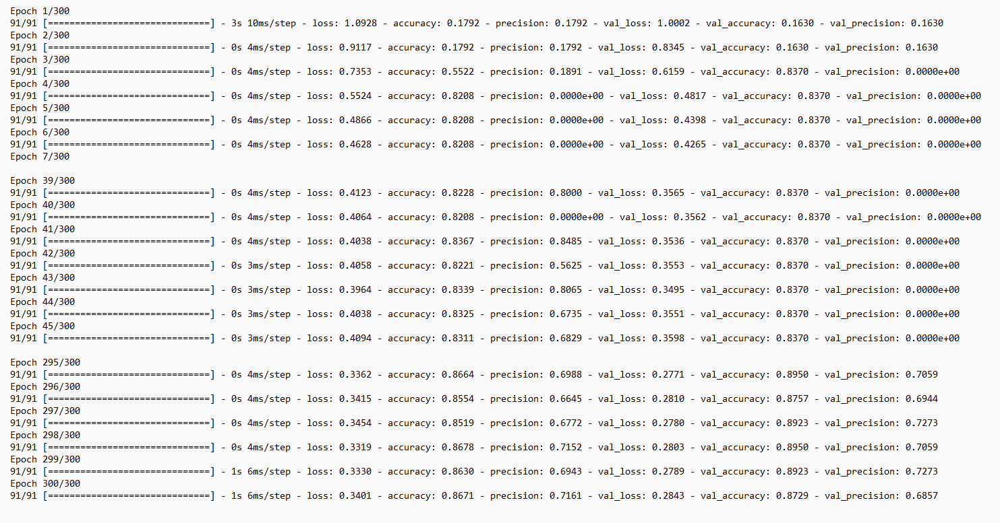 Epoch 1/300
91/91 [==============================] - 3s 10ms/step - loss: 1.0928 - accuracy: 0.1792 - precision: 0.1792 - val_loss: 1.0002 - val_accuracy: 0.1630 - val_precision: 0.1630
Epoch 2/300
91/91 [==============================] - 0s 4ms/step - loss: 0.9117 - accuracy: 0.1792 - precision: 0.1792 - val_loss: 0.8345 - val_accuracy: 0.1630 - val_precision: 0.1630
Epoch 3/300
91/91 [==============================] - 0s 4ms/step - loss: 0.7353 - accuracy: 0.5522 - precision: 0.1891 - val_loss: 0.6159 - val_accuracy: 0.8370 - val_precision: 0.0000e+00
Epoch 4/300
91/91 [==============================] - 0s 4ms/step - loss: 0.5524 - accuracy: 0.8208 - precision: 0.0000e+00 - val_loss: 0.4817 - val_accuracy: 0.8370 - val_precision: 0.0000e+00
Epoch 5/300
91/91 [==============================] - 0s 4ms/step - loss: 0.4866 - accuracy: 0.8208 - precision: 0.0000e+00 - val_loss: 0.4398 - val_accuracy: 0.8370 - val_precision: 0.0000e+00
Epoch 6/300
91/91 [==============================] - 0s 4ms/step - loss: 0.4628 - accuracy: 0.8208 - precision: 0.0000e+00 - val_loss: 0.4265 - val_accuracy: 0.8370 - val_precision: 0.0000e+00
Epoch 7/300
Epoch 39/300
91/91 [==============================] - 0s 4ms/step - loss: 0.4123 - accuracy: 0.8228 - precision: 0.8000 - val_loss: 0.3565 - val_accuracy: 0.8370 - val_precision: 0.0000e+00
Epoch 40/300
91/91 [==============================] - 0s 4ms/step - loss: 0.4064 - accuracy: 0.8208 - precision: 0.0000e+00 - val_loss: 0.3562 - val_accuracy: 0.8370 - val_precision: 0.0000e+00
Epoch 41/300
91/91 [==============================] - 0s 4ms/step - loss: 0.4038 - accuracy: 0.8367 - precision: 0.8485 - val_loss: 0.3536 - val_accuracy: 0.8370 - val_precision: 0.0000e+00
Epoch 42/300
91/91 [==============================] - 0s 3ms/step - loss: 0.4058 - accuracy: 0.8221 - precision: 0.5625 - val_loss: 0.3553 - val_accuracy: 0.8370 - val_precision: 0.0000e+00
Epoch 43/300
91/91 [==============================] - 0s 3ms/step - loss: 0.3964 - accuracy: 0.8339 - precision: 0.8065 - val_loss: 0.3495 - val_accuracy: 0.8370 - val_precision: 0.0000e+00
Epoch 44/300
91/91 [==============================] - 0s 3ms/step - loss: 0.4038 - accuracy: 0.8325 - precision: 0.6735 - val_loss: 0.3551 - val_accuracy: 0.8370 - val_precision: 0.0000e+00
Epoch 45/300
91/91 [==============================] - 0s 3ms/step - loss: 0.4094 - accuracy: 0.8311 - precision: 0.6829 - val_loss: 0.3598 - val_accuracy: 0.8370 - val_precision: 0.0000e+00
Epoch 295/300
91/91 [==============================] - 0s 4ms/step - loss: 0.3362 - accuracy: 0.8664 - precision: 0.6988 - val_loss: 0.2771 - val_accuracy: 0.8950 - val_precision: 0.7059
Epoch 296/300
91/91 [==============================] - 0s 4ms/step - loss: 0.3415 - accuracy: 0.8554 - precision: 0.6645 - val_loss: 0.2810 - val_accuracy: 0.8757 - val_precision: 0.6944
Epoch 297/300
91/91 [==============================] - 0s 4ms/step - loss: 0.3454 - accuracy: 0.8519 - precision: 0.6772 - val_loss: 0.2780 - val_accuracy: 0.8923 - val_precision: 0.7273
Epoch 298/300
91/91 [==============================] - 0s 4ms/step - loss: 0.3319 - accuracy: 0.8678 - precision: 0.7152 - val_loss: 0.2803 - val_accuracy: 0.8950 - val_precision: 0.7059
Epoch 299/300
91/91 [==============================] - 1s 6ms/step - loss: 0.3330 - accuracy: 0.8630 - precision: 0.6943 - val_loss: 0.2789 - val_accuracy: 0.8923 - val_precision: 0.7273
Epoch 300/300
91/91 [==============================] - 1s 6ms/step - loss: 0.3401 - accuracy: 0.8671 - precision: 0.7161 - val_loss: 0.2843 - val_accuracy: 0.8729 - val_precision: 0.6857